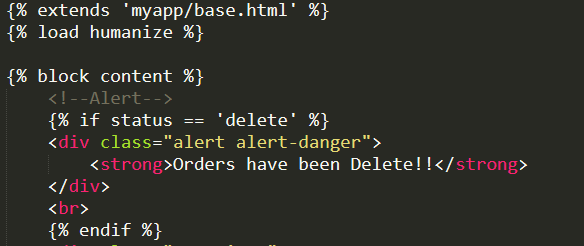 {% extends 'myapp/base.html' %}
{% load humanize %}
{% block content %}
<!--Alert-->
{% if status == 'delete' %}
<div class="alert alert-danger">
<strong>Orders have been Delete!!</strong>
</div>
<br>
{% endif %}